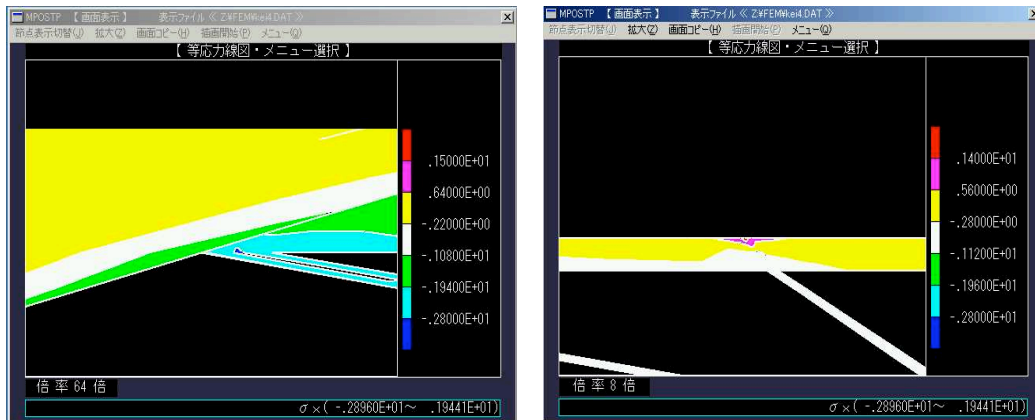 MPOSTP 【 画面表示 】 表示ファイル ≪ Z:¥FEM¥kei4.DAT ≫
節点表示切替(J) 拡大(Z) 画面コピー(H) 描画開始(P) メニュー(Q)
【 等応力線図・メニュー選択 】
.15000E+01
.64000E+00
-.22000E+00
-.10800E+01
-.19400E+01
-.28000E+01
倍 率 64 倍
σx( -.28960E+01～ .19441E+01)
MPOSTP 【 画面表示 】 表示ファイル ≪ Z:¥FEM¥kei4.DAT ≫
節点表示切替(J) 拡大(Z) 画面コピー(H) 描画開始(P) メニュー(Q)
【 等応力線図・メニュー選択 】
.14000E+01
.56000E+00
-.28000E+00
-.11200E+01
-.19600E+01
-.28000E+01
倍 率 8 倍
σx( -.28960E+01～ .19441E+01)